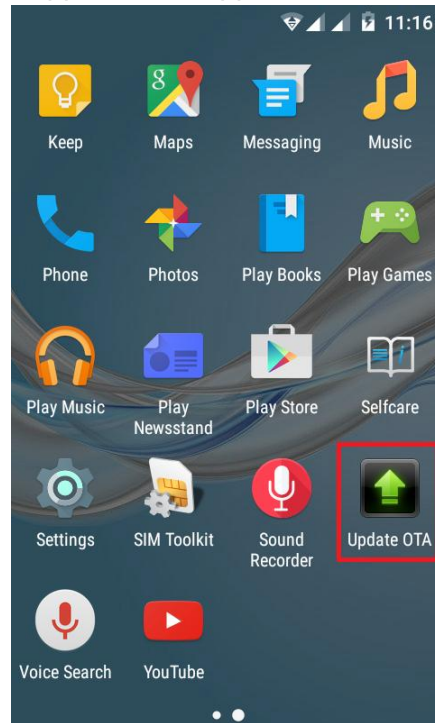 11:16
Keep Maps Messaging Music
Phone Photos Play Books Play Games
Play Music Play Newsstand Play Store Selfcare
Settings SIM Toolkit Sound Recorder Update OTA
Voice Search YouTube